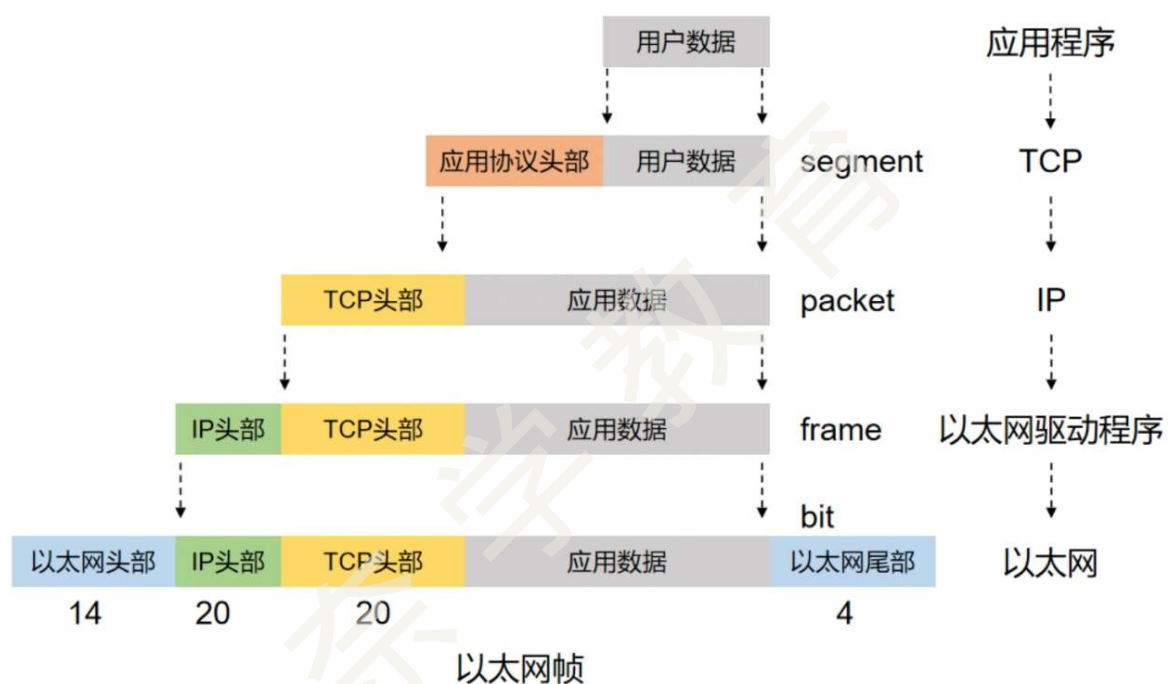 用户数据 应用程序
应用协议头部 用户数据 segment TCP
TCP头部 应用数据 packet IP
IP头部 TCP头部 应用数据 frame 以太网驱动程序
bit
以太网头部 IP头部 TCP头部 应用数据 以太网尾部 以太网
14 20 20 4
以太网帧
奈学教育